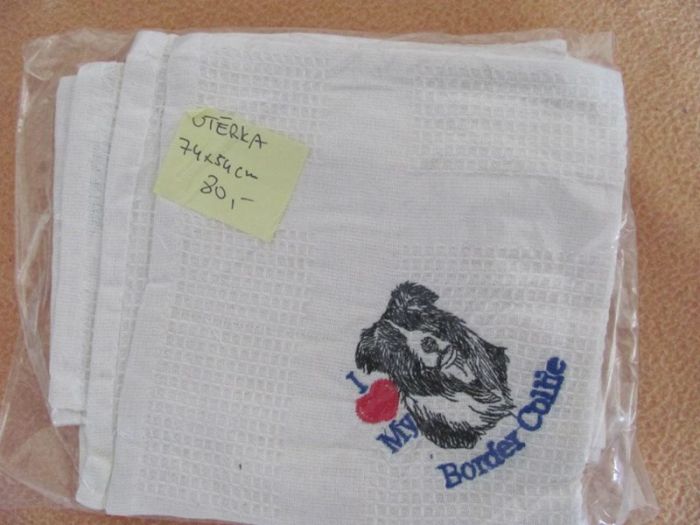 UTĚRKA
74x54cm
80,-
I
My
Border Collie